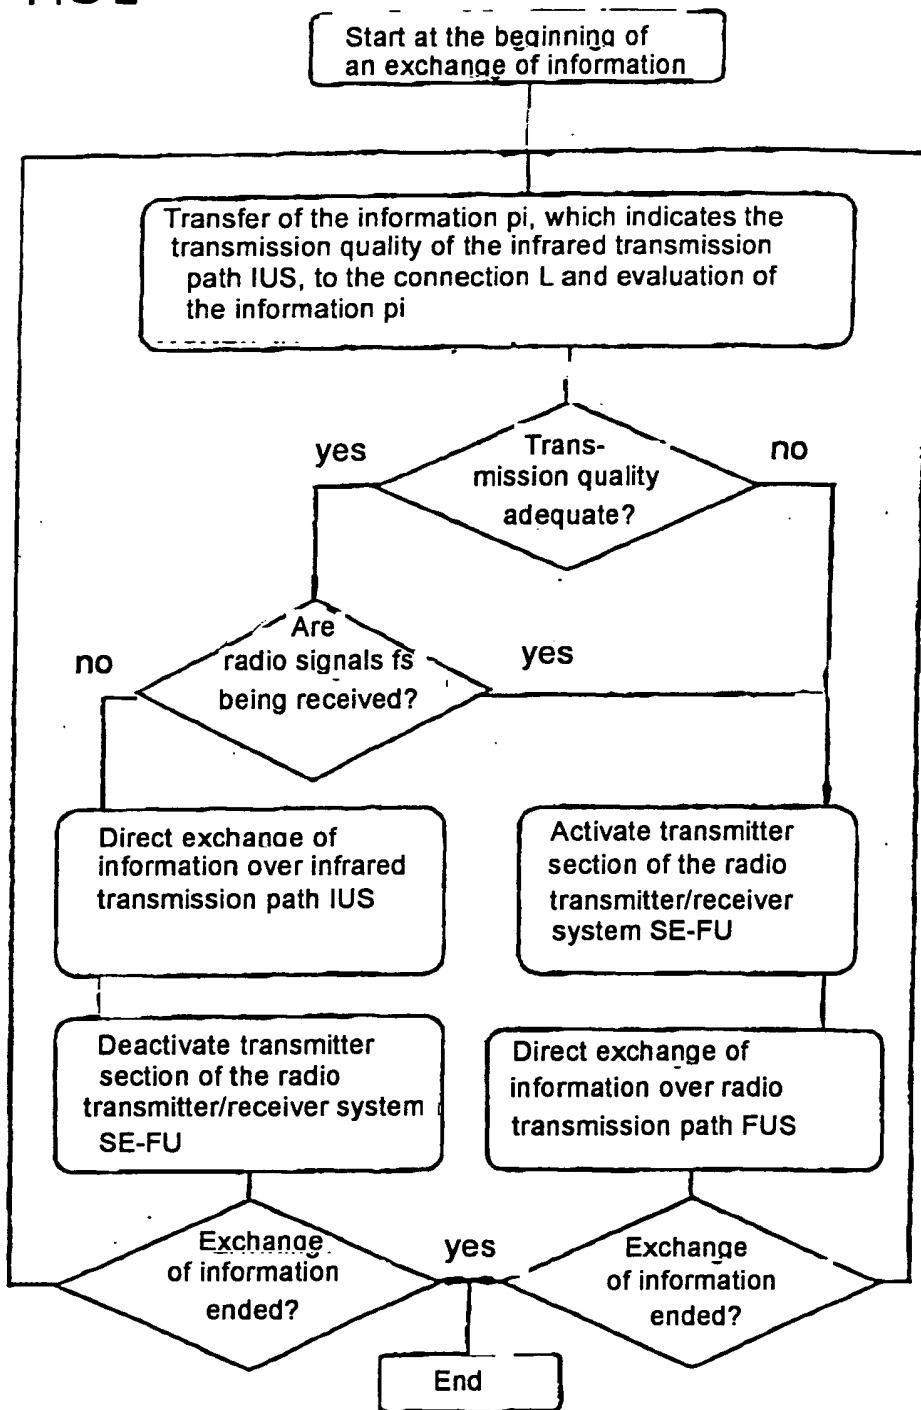 Start at the beginning of
an exchange of information
Transfer of the information pi, which indicates the
transmission quality of the infrared transmission
path IUS, to the connection L and evaluation of
the information pi
yes
Trans-
mission quality
adequate?
no
Are
radio signals fs
being received?
no
yes
Direct exchange of
information over infrared
transmission path IUS
Activate transmitter
section of the radio
transmitter/receiver
system SE-FU
Deactivate transmitter
section of the radio
transmitter/receiver system
SE-FU
Direct exchange of
information over radio
transmission path FUS
Exchange
of information
ended?
yes
Exchange
of information
ended?
End